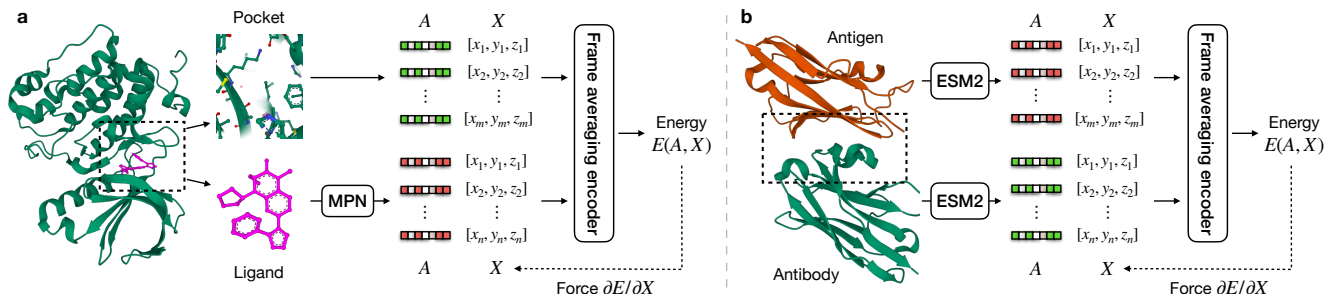 a
Pocket
A
X
[x₁, y₁, z₁]
[x₂, y₂, z₂]
⋮
⋮
[xₘ, yₘ, zₘ]
Frame averaging encoder
Energy
E(A, X)
MPN
[x₁, y₁, z₁]
[x₂, y₂, z₂]
⋮
⋮
[xₙ, yₙ, zₙ]
Ligand
A
X
Force ∂E/∂X
b
Antigen
ESM2
A
X
[x₁, y₁, z₁]
[x₂, y₂, z₂]
⋮
⋮
[xₘ, yₘ, zₘ]
Frame averaging encoder
Energy
E(A, X)
Antibody
ESM2
[x₁, y₁, z₁]
[x₂, y₂, z₂]
⋮
⋮
[xₙ, yₙ, zₙ]
A
X
Force ∂E/∂X